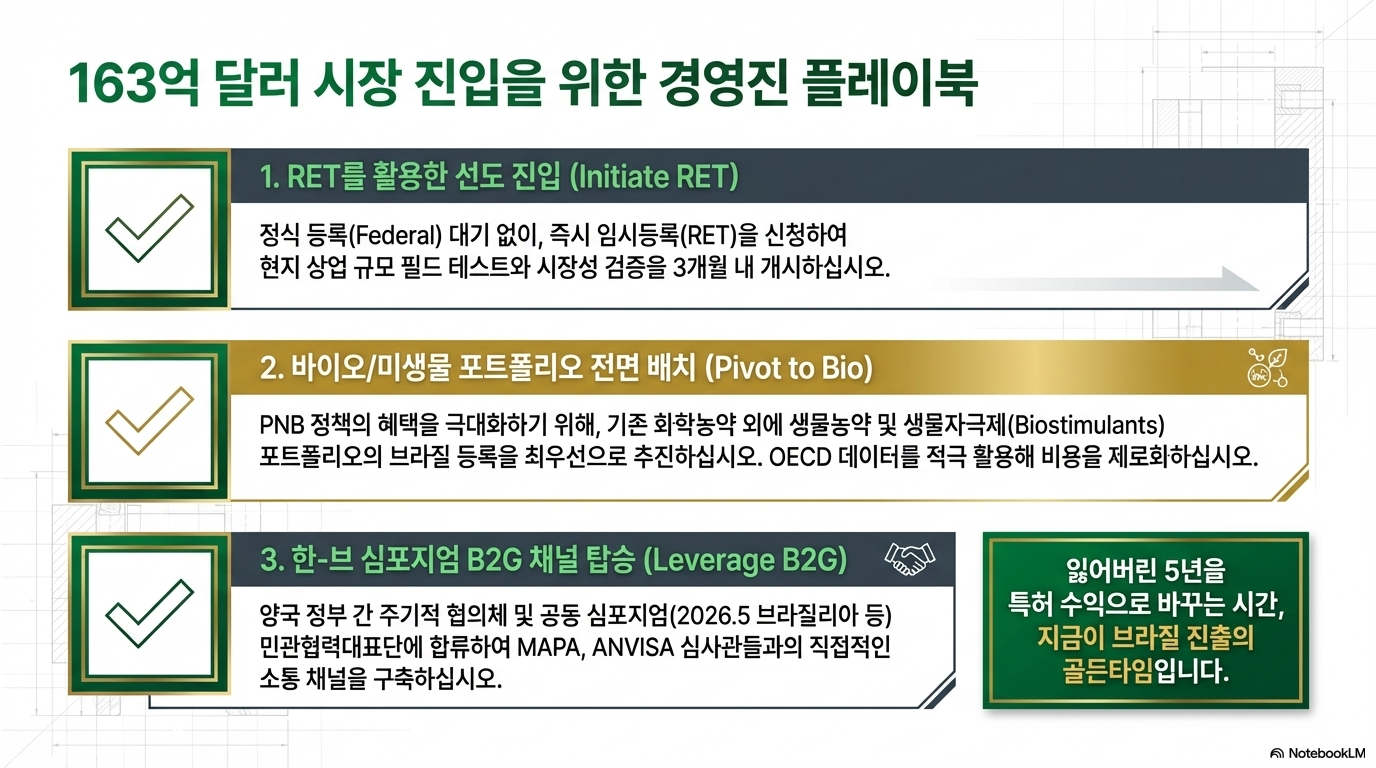 163억 달러 시장 진입을 위한 경영진 플레이북
1. RET를 활용한 선도 진입 (Initiate RET)
정식 등록(Federal) 대기 없이, 즉시 임시등록(RET)을 신청하여
현지 상업 규모 필드 테스트와 시장성 검증을 3개월 내 개시하십시오.
2. 바이오/미생물 포트폴리오 전면 배치 (Pivot to Bio)
PNB 정책의 혜택을 극대화하기 위해, 기존 화학농약 외에 생물농약 및 생물자극제(Biostimulants)
포트폴리오의 브라질 등록을 최우선으로 추진하십시오. OECD 데이터를 적극 활용해 비용을 제로화하십시오.
3. 한-브 심포지엄 B2G 채널 탑승 (Leverage B2G)
양국 정부 간 주기적 협의체 및 공동 심포지엄(2026.5 브라질리아 등)
민관협력대표단에 합류하여 MAPA, ANVISA 심사관들과의 직접적인
소통 채널을 구축하십시오.
잃어버린 5년을
특허 수익으로 바꾸는 시간,
지금이 브라질 진출의
골든타임입니다.
NotebookLM